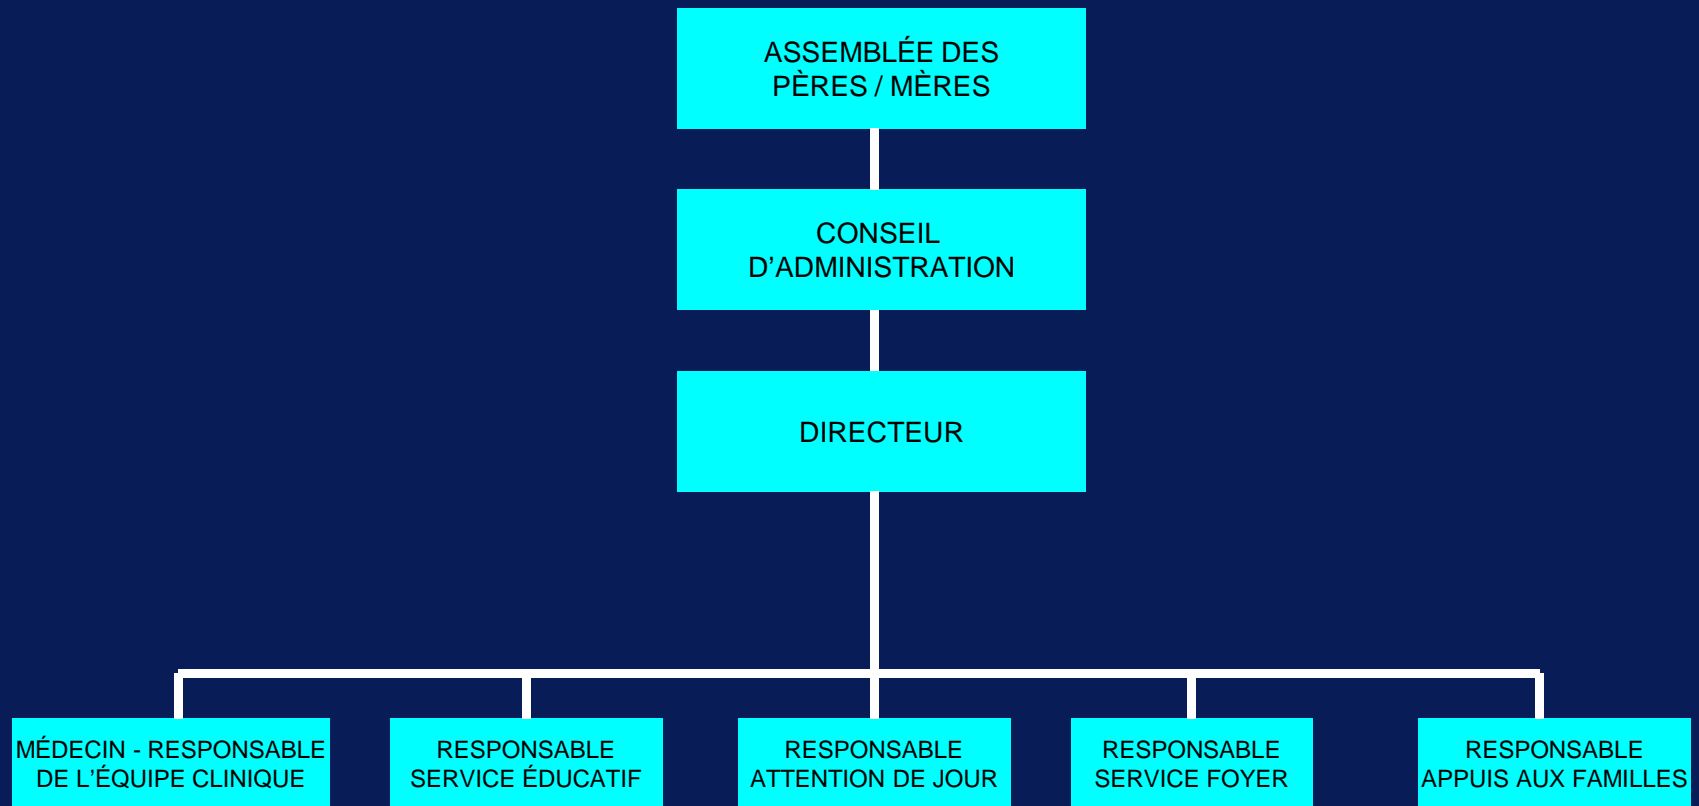 ASSEMBLÉE DES
PÈRES / MÈRES
CONSEIL
D’ADMINISTRATION
DIRECTEUR
MÉDECIN - RESPONSABLE
DE L’ÉQUIPE CLINIQUE
RESPONSABLE
SERVICE ÉDUCATIF
RESPONSABLE
ATTENTION DE JOUR
RESPONSABLE
SERVICE FOYER
RESPONSABLE
APPUIS AUX FAMILLES